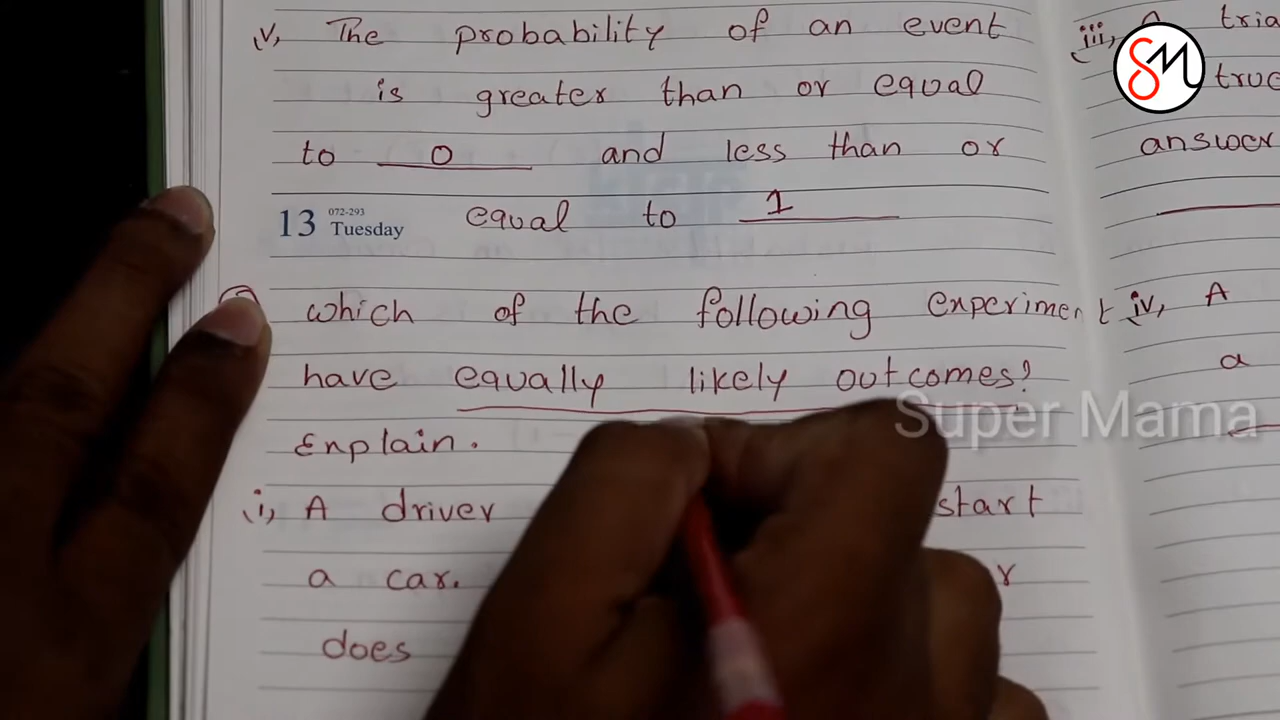 v, The probability of an event
is greater than or equal
to 0 and less than or
13 072-293 Tuesday
equal to 1
which of the following experiment
have equally likely outcomes?
Explain.
i, A driver start
a car.
does
iii, A
true
answer
iv, A
a
SM
Super Mama